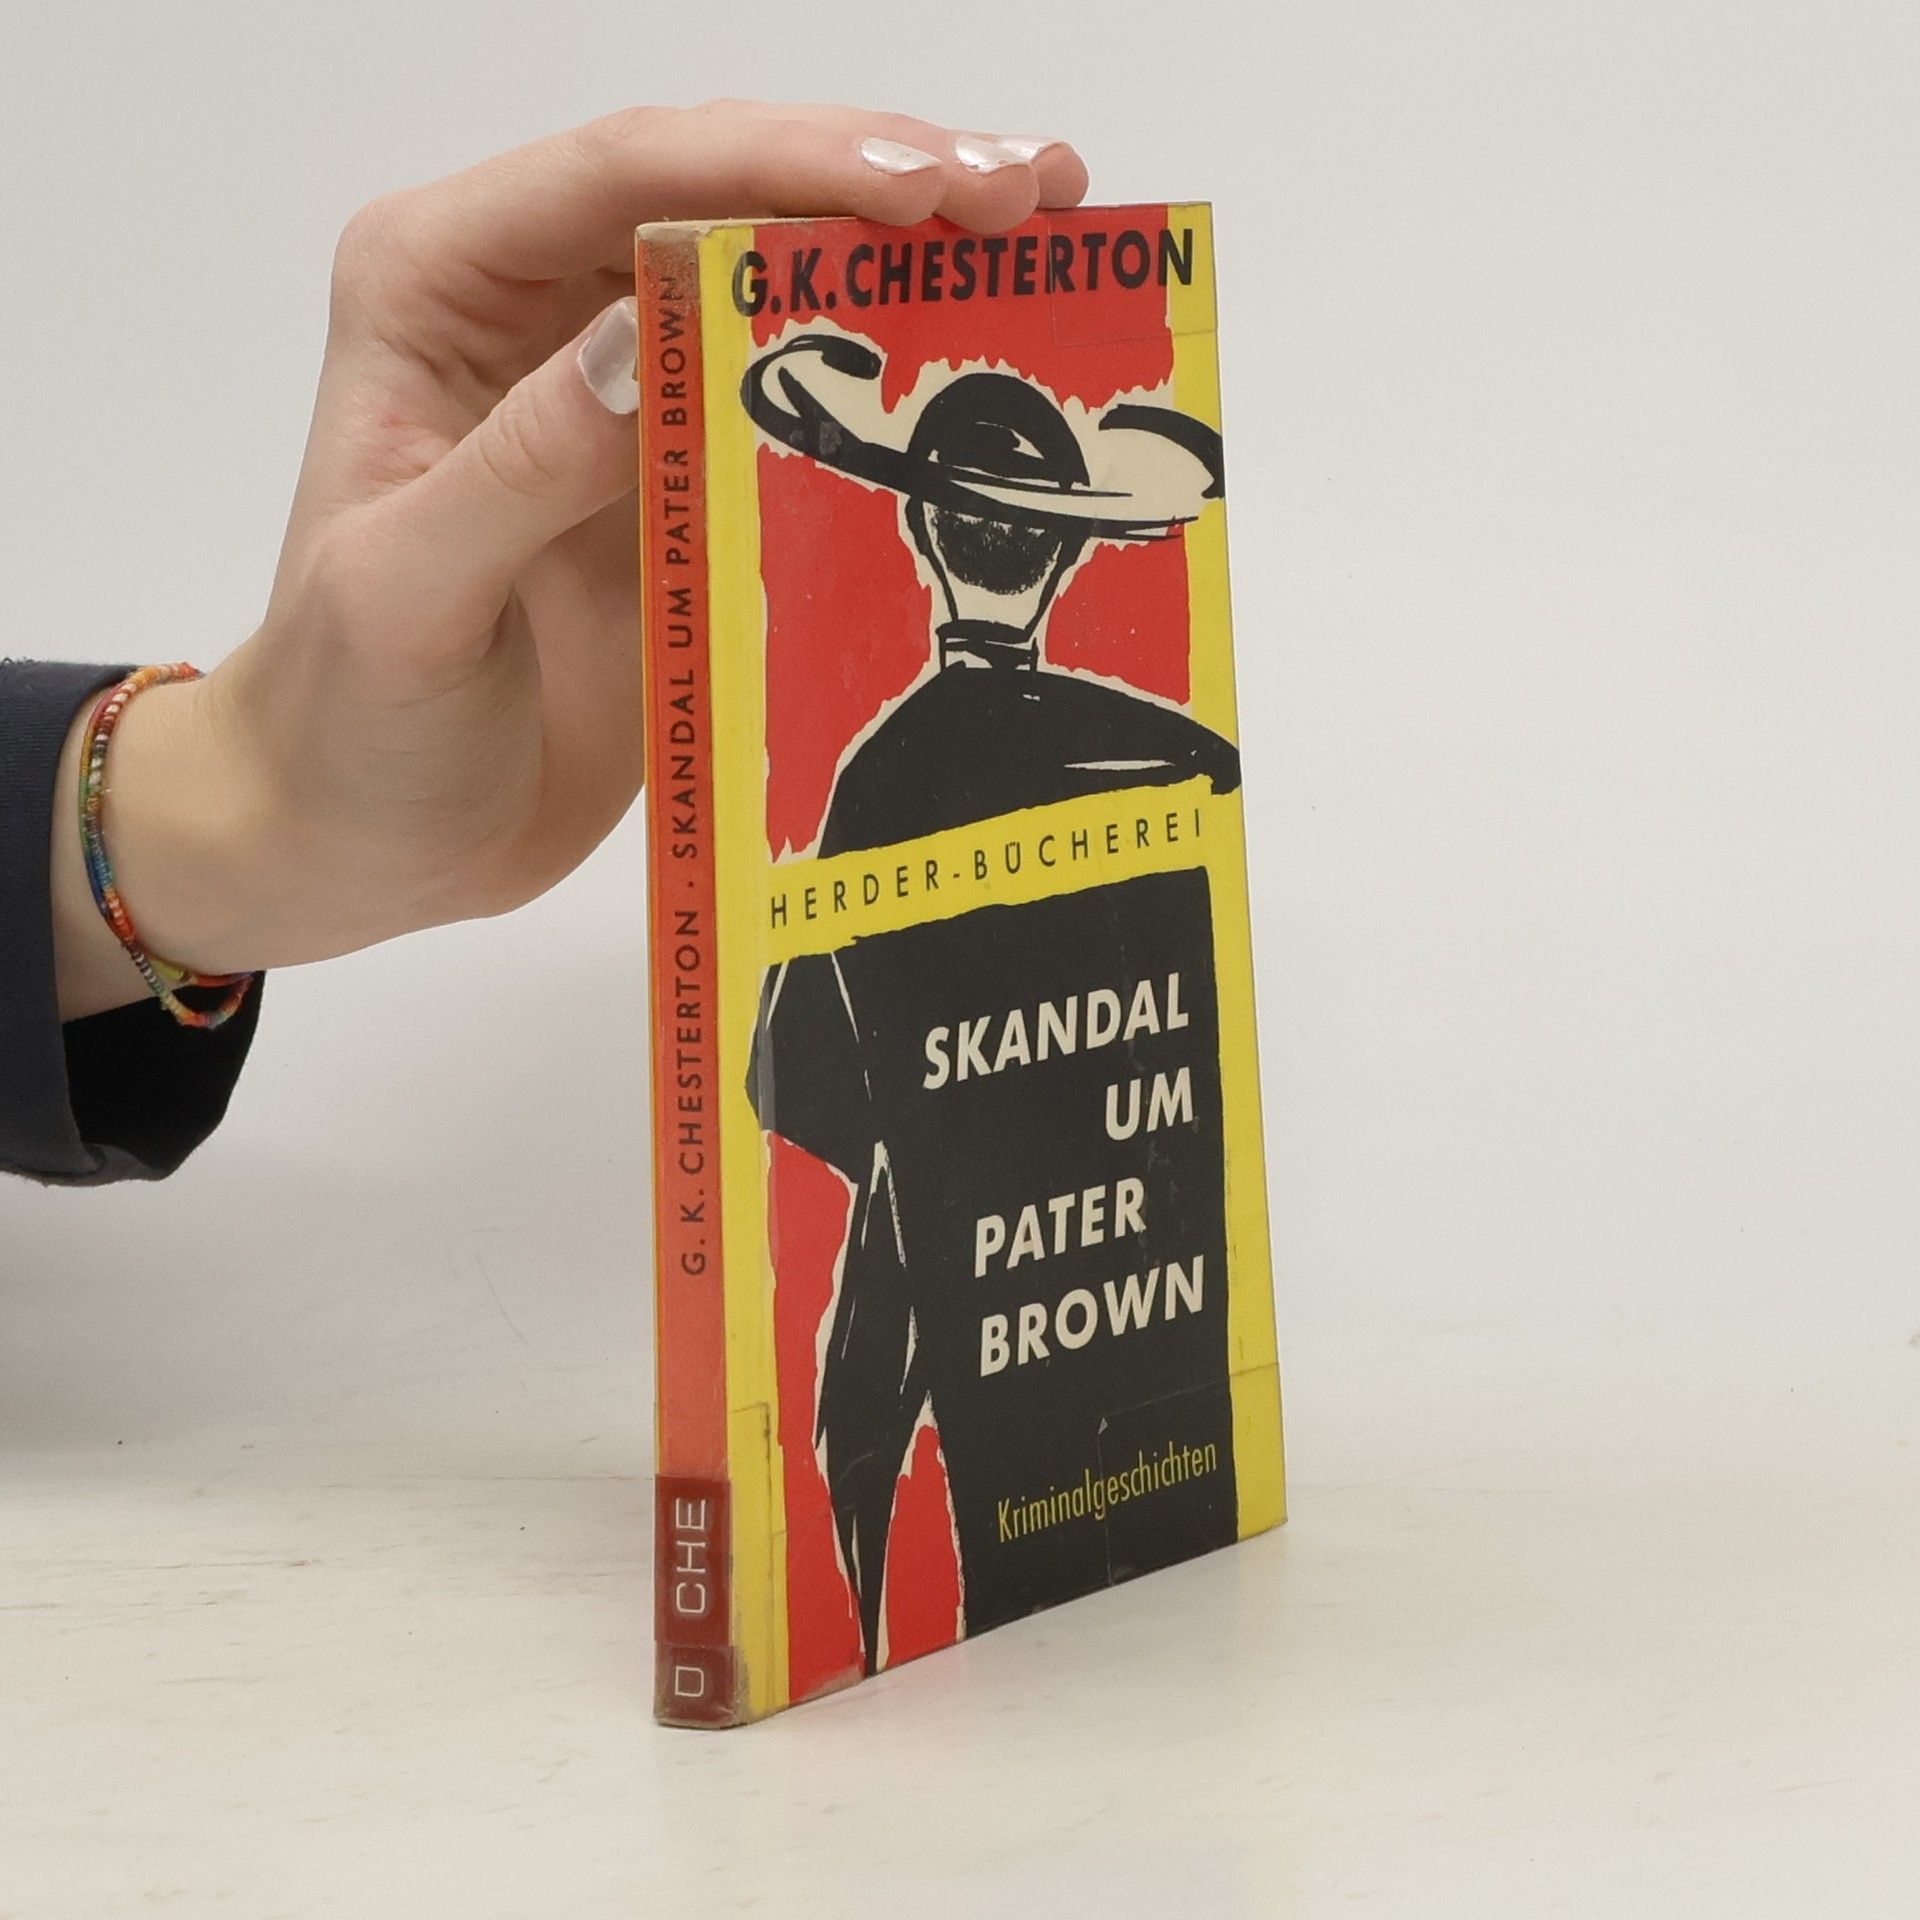 G.K.CHESTERTON
HERDER-BÜCHEREI
SKANDAL
UM
PATER
BROWN
Kriminalgeschichten
G. K. CHESTERTON · SKANDAL UM PATER BROWN
U CHE